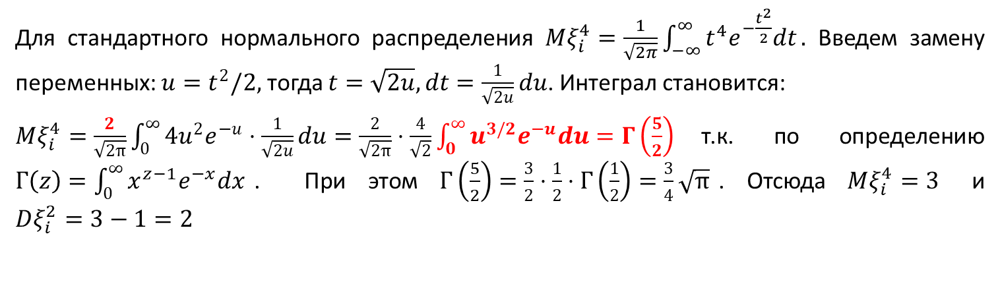 Для стандартного нормального распределения $M\xi_i^4 = \frac{1}{\sqrt{2\pi}} \int_{-\infty}^{\infty} t^4 e^{-\frac{t^2}{2}} dt$. Введем замену
переменных: $u = t^2/2$, тогда $t = \sqrt{2u}, dt = \frac{1}{\sqrt{2u}} du$. Интеграл становится:
$M\xi_i^4 = \frac{2}{\sqrt{2\pi}} \int_0^{\infty} 4u^2 e^{-u} \cdot \frac{1}{\sqrt{2u}} du = \frac{2}{\sqrt{2\pi}} \cdot \frac{4}{\sqrt{2}} \int_0^{\infty} u^{3/2} e^{-u} du = \Gamma\left(\frac{5}{2}\right)$ т.к. по определению
$\Gamma(z) = \int_0^{\infty} x^{z-1} e^{-x} dx$ . При этом $\Gamma\left(\frac{5}{2}\right) = \frac{3}{2} \cdot \frac{1}{2} \cdot \Gamma\left(\frac{1}{2}\right) = \frac{3}{4} \sqrt{\pi}$ . Отсюда $M\xi_i^4 = 3$ и
$D\xi_i^2 = 3 - 1 = 2$